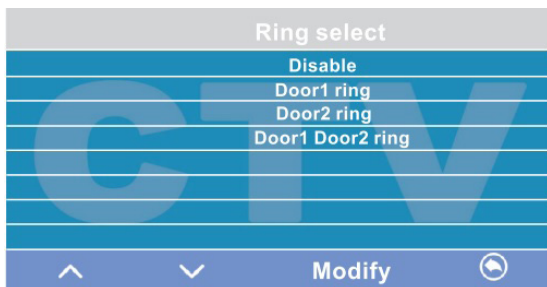 Ring select
Disable
Door1 ring
Door2 ring
Door1 Door2 ring
CTV
Modify